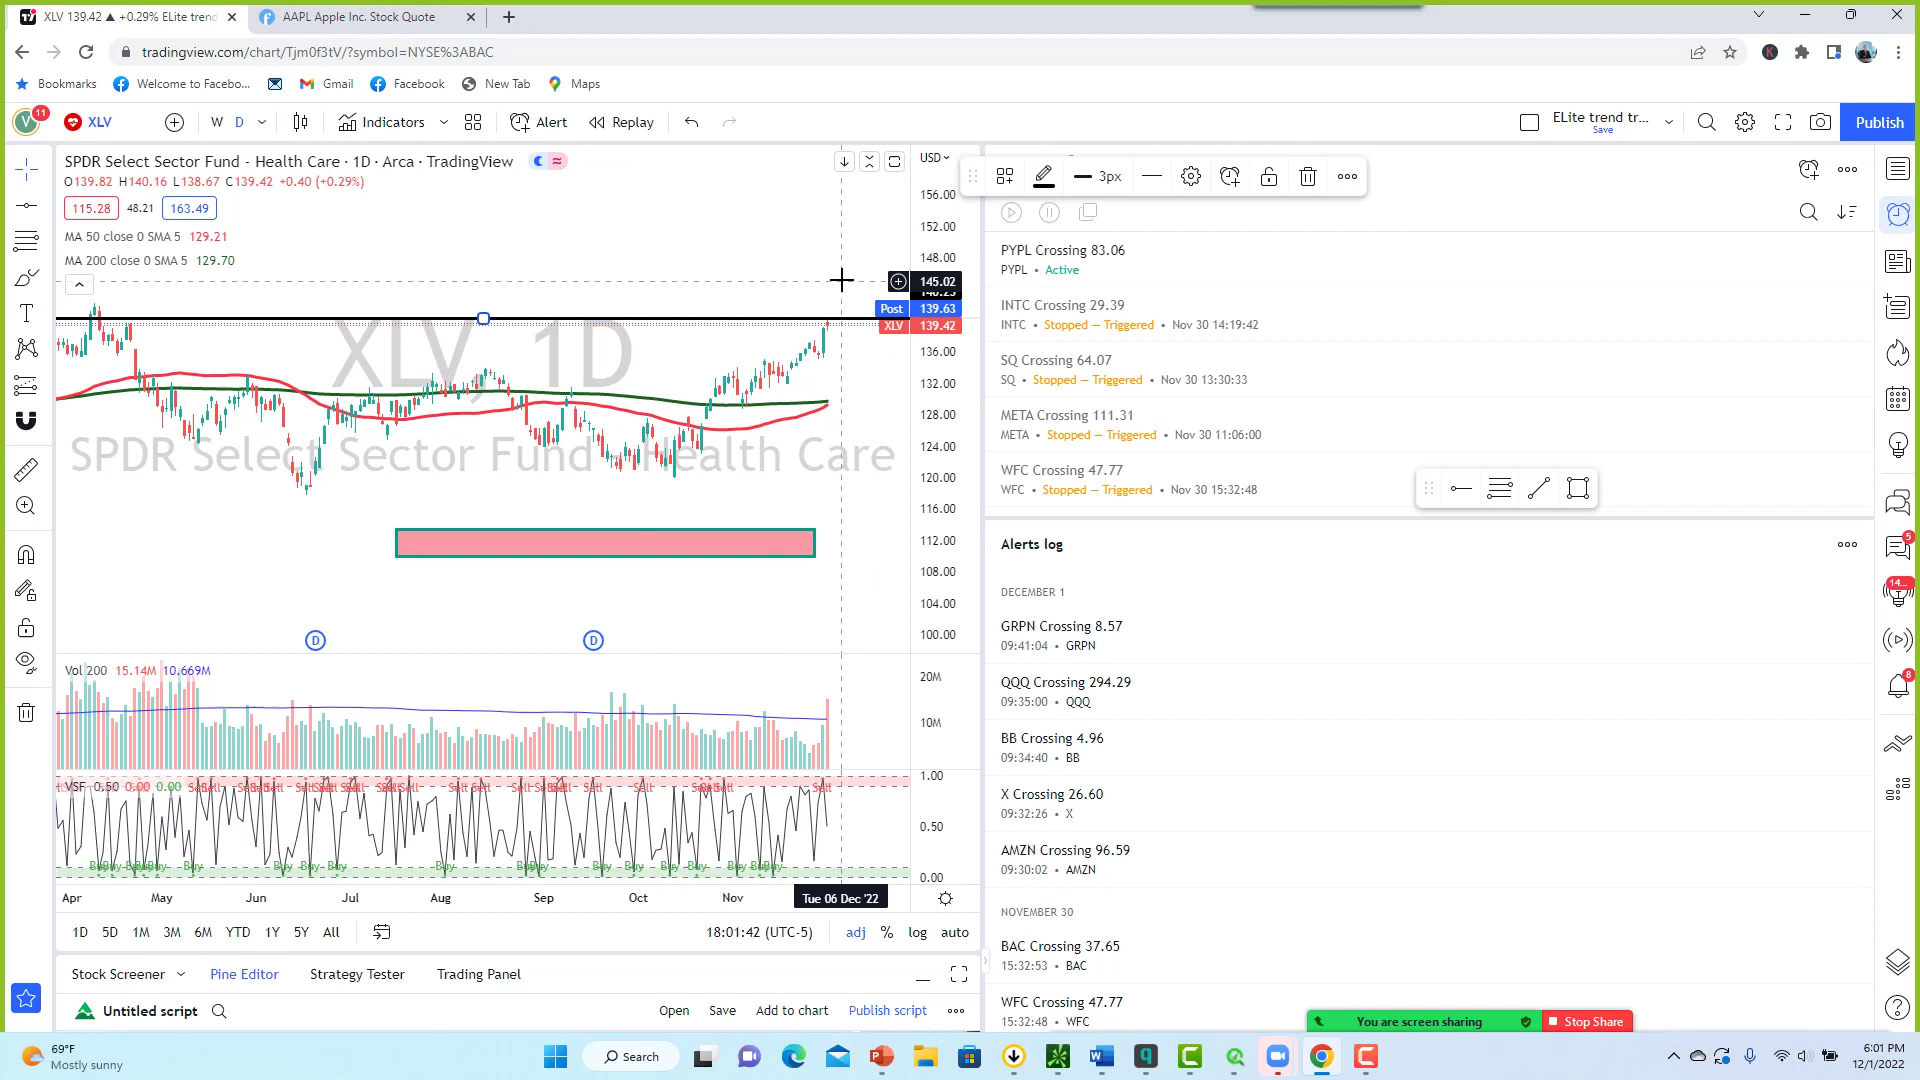 XLV 139.42 ▲ +0.29% ELite trend
AAPL Apple Inc. Stock Quote
tradingview.com/chart/Tjm0f3tV/?symbol=NYSE%3ABAC
Bookmarks
Welcome to Facebo...
Gmail
Facebook
New Tab
Maps
V
11
XLV
W
D
Indicators
Alert
Replay
ELite trend tr...
Save
Publish
SPDR Select Sector Fund - Health Care · 1D · Arca · TradingView
O139.82 H140.16 L138.67 C139.42 +0.40 (+0.29%)
115.28
48.21
163.49
MA 50 close 0 SMA 5 129.21
MA 200 close 0 SMA 5 129.70
USD
156.00
152.00
148.00
145.02
Post 139.63
XLV 139.42
136.00
132.00
128.00
124.00
120.00
116.00
112.00
108.00
104.00
100.00
XLV, 1D
SPDR Select Sector Fund - Health Care
D
D
Vol 200 15.14M 10.669M
20M
10M
VSF 0.50 0.00 0.00
1.00
0.50
0.00
Apr
May
Jun
Jul
Aug
Sep
Oct
Nov
Tue 06 Dec '22
1D
5D
1M
3M
6M
YTD
1Y
5Y
All
18:01:42 (UTC-5)
adj
%
log
auto
Stock Screener
Pine Editor
Strategy Tester
Trading Panel
Untitled script
Open
Save
Add to chart
Publish script
3px
PYPL Crossing 83.06
PYPL • Active
INTC Crossing 29.39
INTC • Stopped — Triggered • Nov 30 14:19:42
SQ Crossing 64.07
SQ • Stopped — Triggered • Nov 30 13:30:33
META Crossing 111.31
META • Stopped — Triggered • Nov 30 11:06:00
WFC Crossing 47.77
WFC • Stopped — Triggered • Nov 30 15:32:48
Alerts log
DECEMBER 1
GRPN Crossing 8.57
09:41:04 • GRPN
QQQ Crossing 294.29
09:35:00 • QQQ
BB Crossing 4.96
09:34:40 • BB
X Crossing 26.60
09:32:26 • X
AMZN Crossing 96.59
09:30:02 • AMZN
NOVEMBER 30
BAC Crossing 37.65
15:32:53 • BAC
WFC Crossing 47.77
15:32:48 • WFC
5
14...
8
You are screen sharing
Stop Share
69°F
Mostly sunny
Search
6:01 PM
12/1/2022